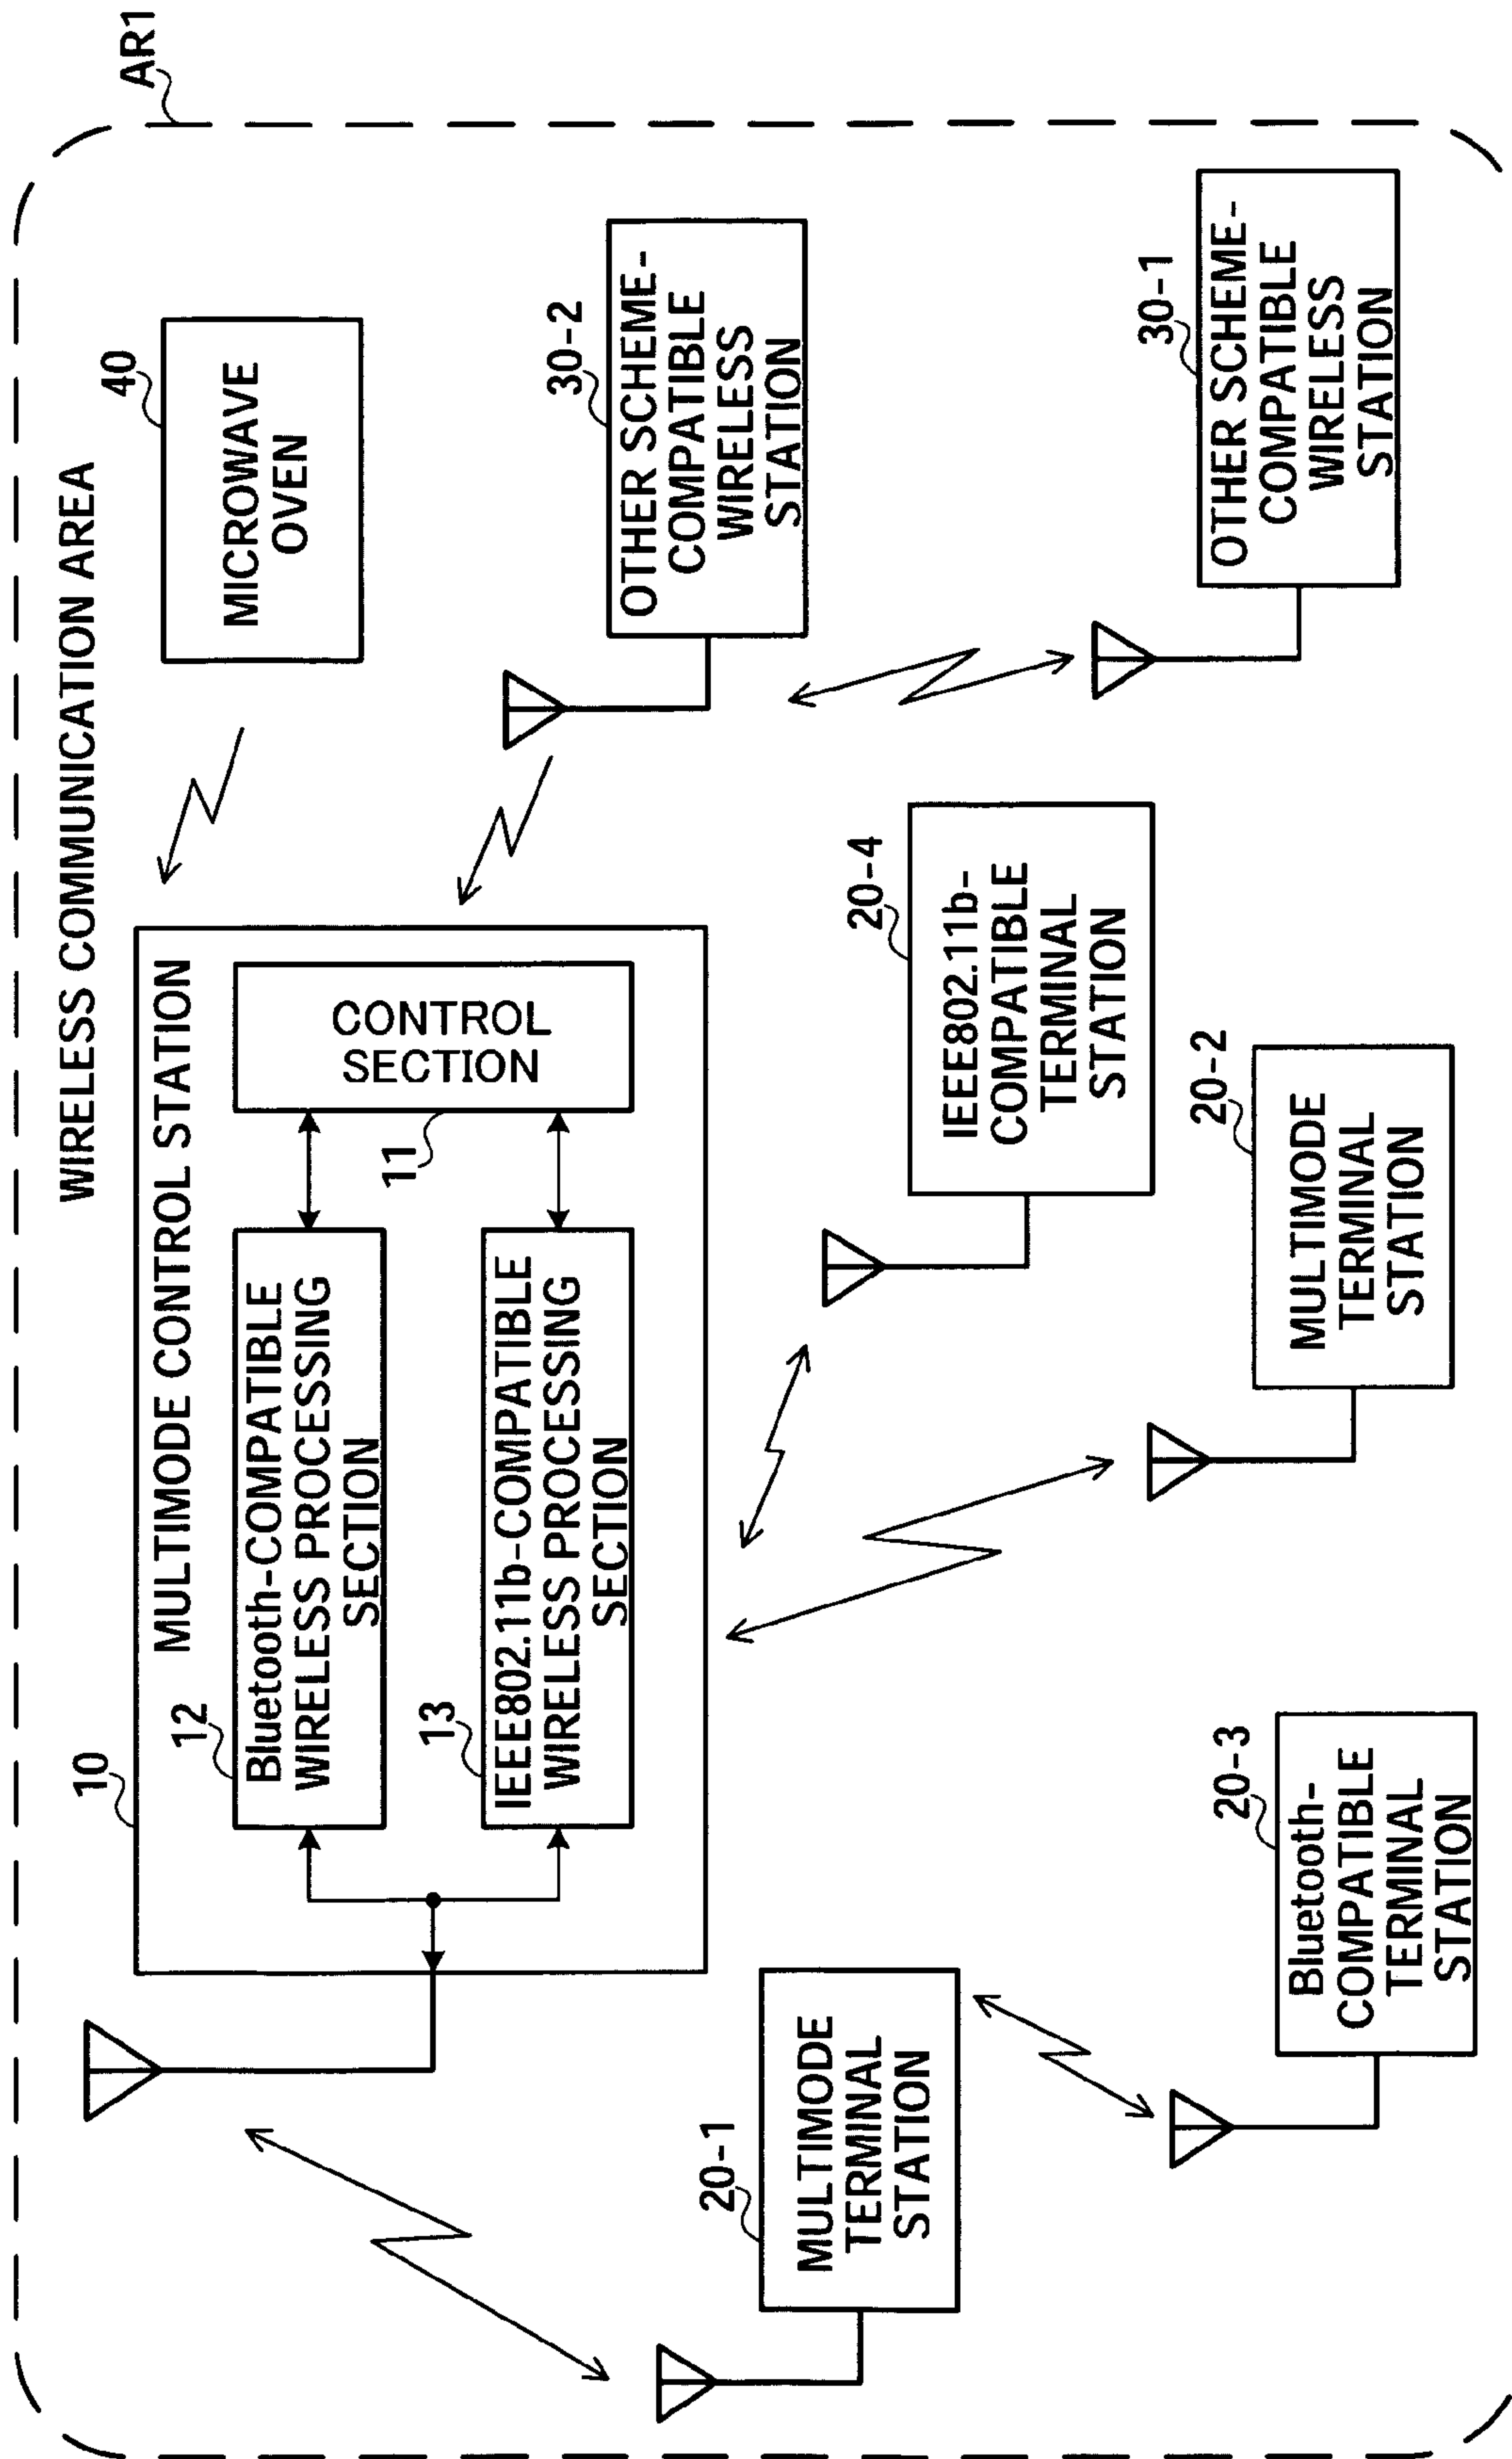 WIRELESS COMMUNICATION AREA
AR1
10
MULTIMODE CONTROL STATION
12
Bluetooth-COMPATIBLE
WIRELESS PROCESSING
SECTION
13
IEEE802.11b-COMPATIBLE
WIRELESS PROCESSING
SECTION
11
CONTROL
SECTION
40
MICROWAVE
OVEN
30-2
OTHER SCHEME-
COMPATIBLE
WIRELESS
STATION
20-1
MULTIMODE
TERMINAL
STATION
20-4
IEEE802.11b-
COMPATIBLE
TERMINAL
STATION
30-1
OTHER SCHEME-
COMPATIBLE
WIRELESS
STATION
20-3
Bluetooth-
COMPATIBLE
TERMINAL
STATION
20-2
MULTIMODE
TERMINAL
STATION